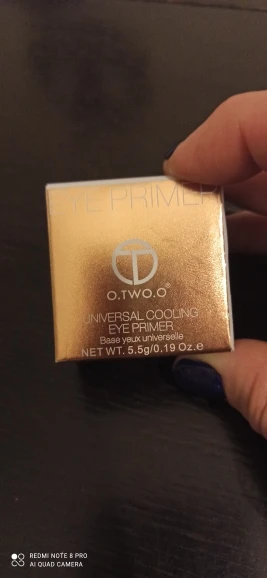 EYE PRIMER
O.TWO.O®
UNIVERSAL COOLING
EYE PRIMER
Base yeux universelle
NET WT. 5.5g/0.19 Oz.e
REDMI NOTE 8 PRO
AI QUAD CAMERA